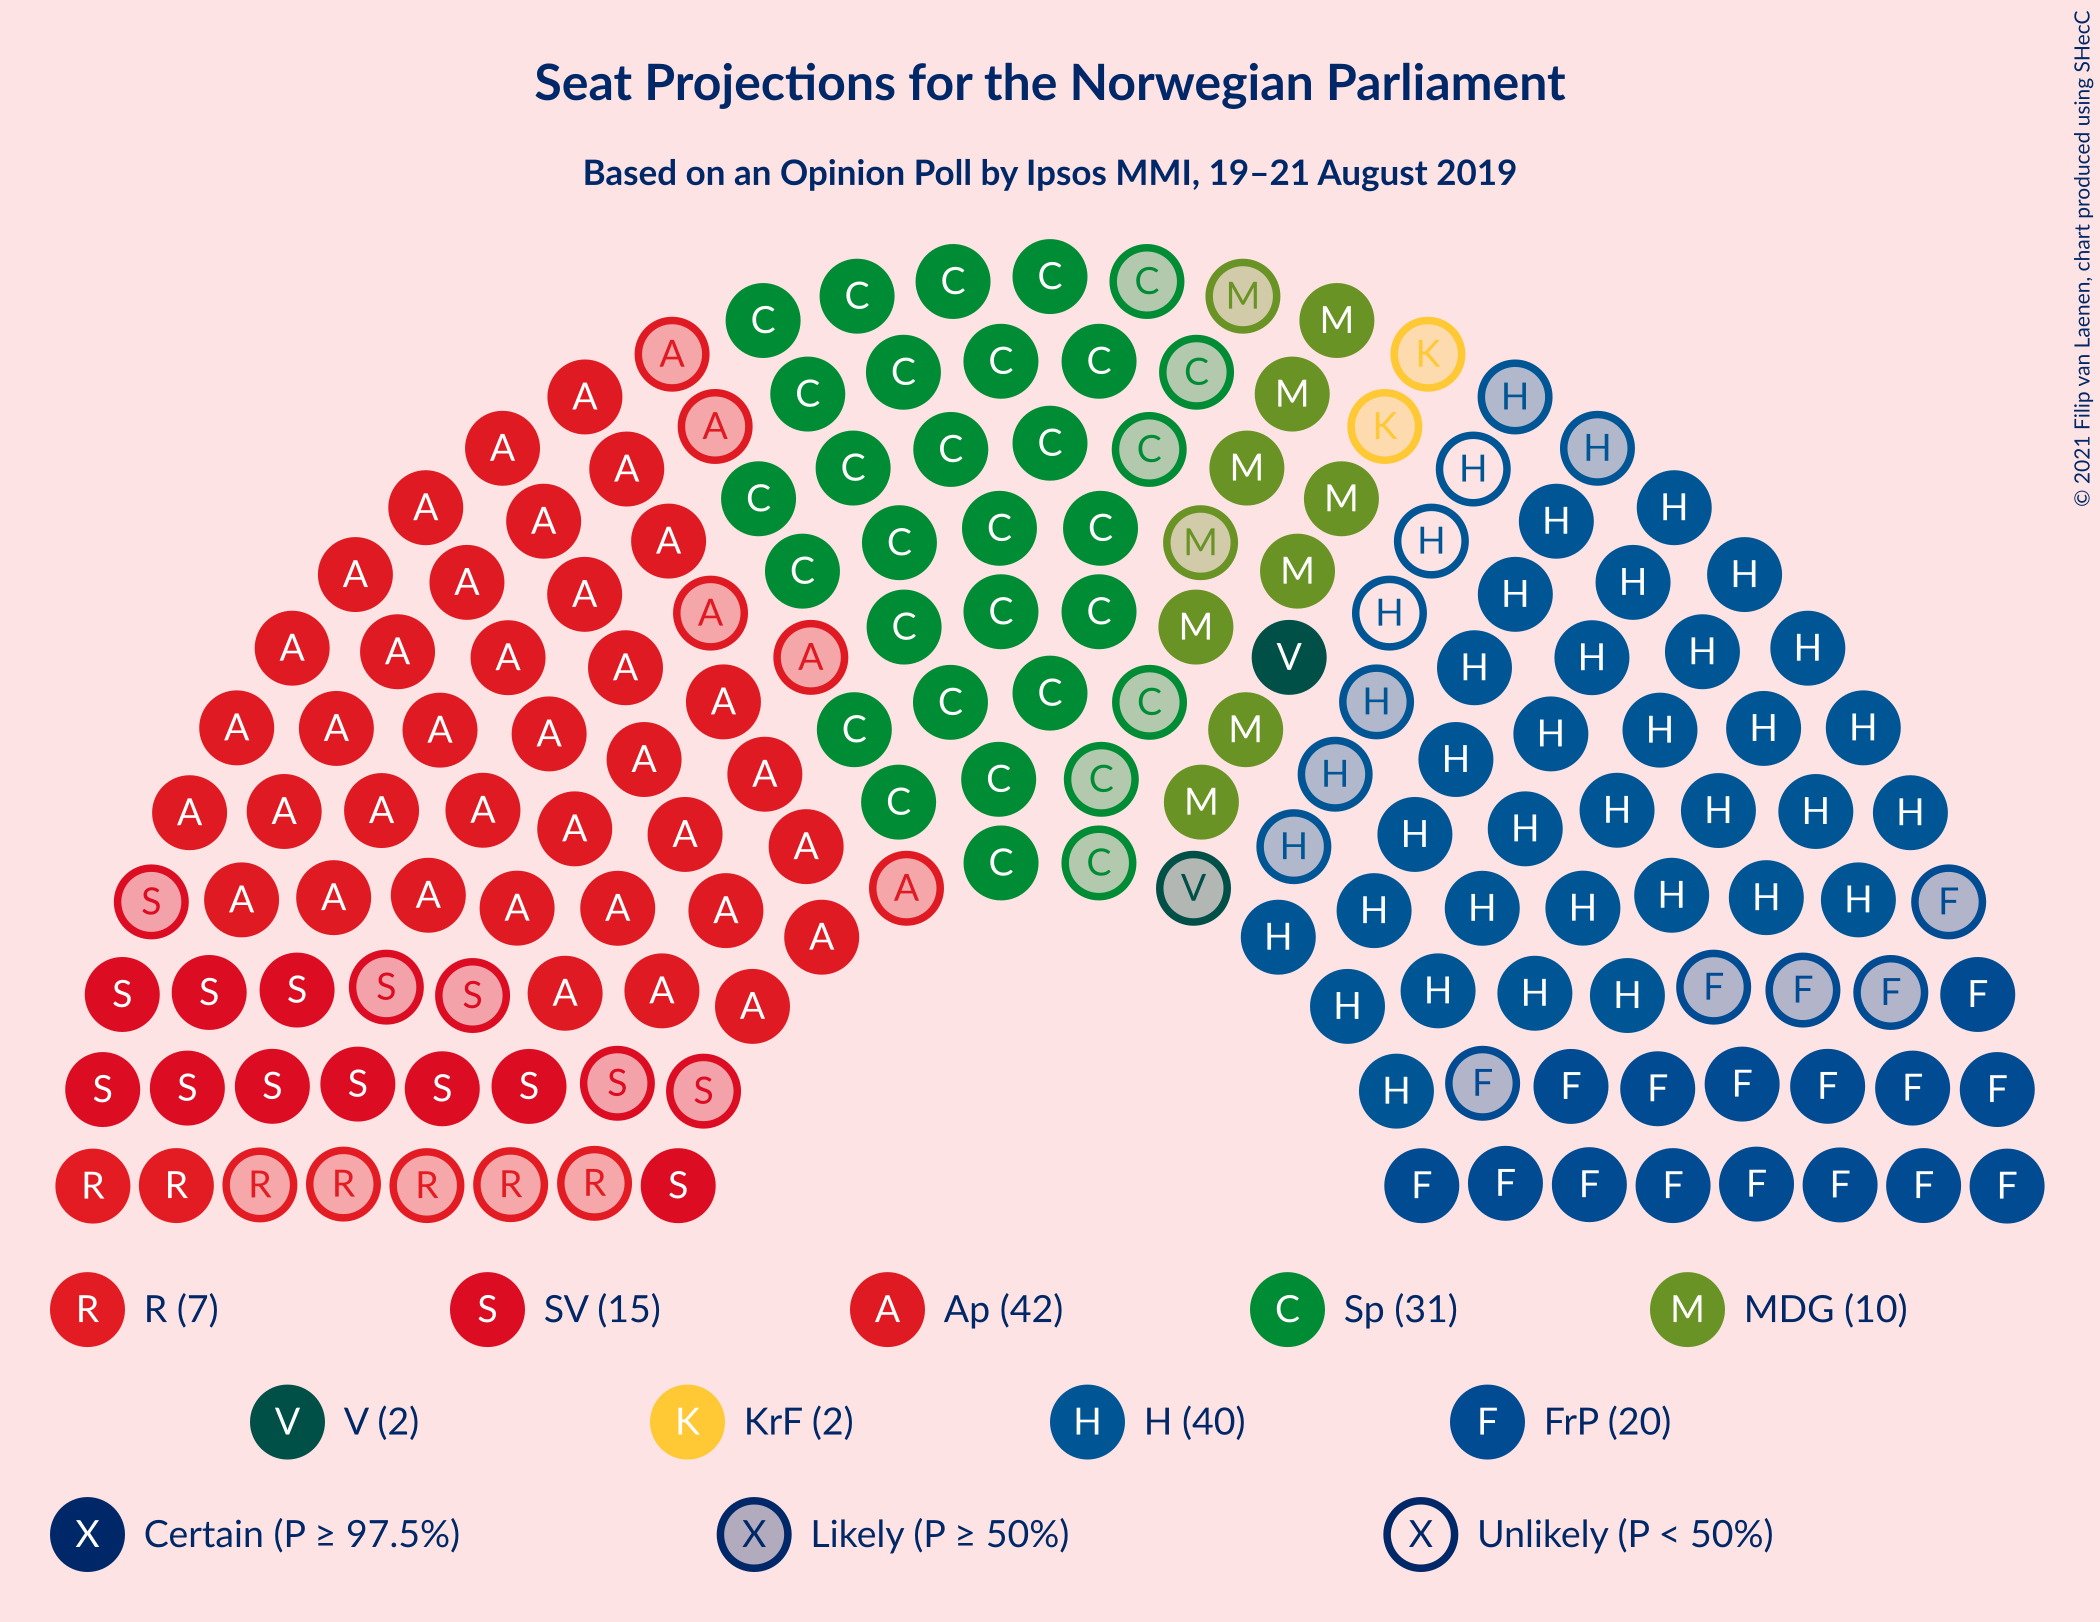 Seat Projections for the Norwegian Parliament
Based on an Opinion Poll by Ipsos MMI, 19–21 August 2019
© 2021 Filip van Laenen, chart produced using SHecC
C C C C C M M
A C C C C C M K H
A A C C C C C M M K H H
A A A C C C C M M H H H H
A A A A A C C C M V H H H H H
A A A A A A C C C C M H H H H H H
A A A A A A A C C C M H H H H H H H
S A A A A A A A A C C V H H H H H H H F
S S S S S A A A H H H H F F F F
S S S S S S S S H F F F F F F F
R R R R R R R S F F F F F F F F
R R (7) S SV (15) A Ap (42) C Sp (31) M MDG (10)
V V (2) K KrF (2) H H (40) F FrP (20)
X Certain (P ≥ 97.5%) X Likely (P ≥ 50%) X Unlikely (P < 50%)